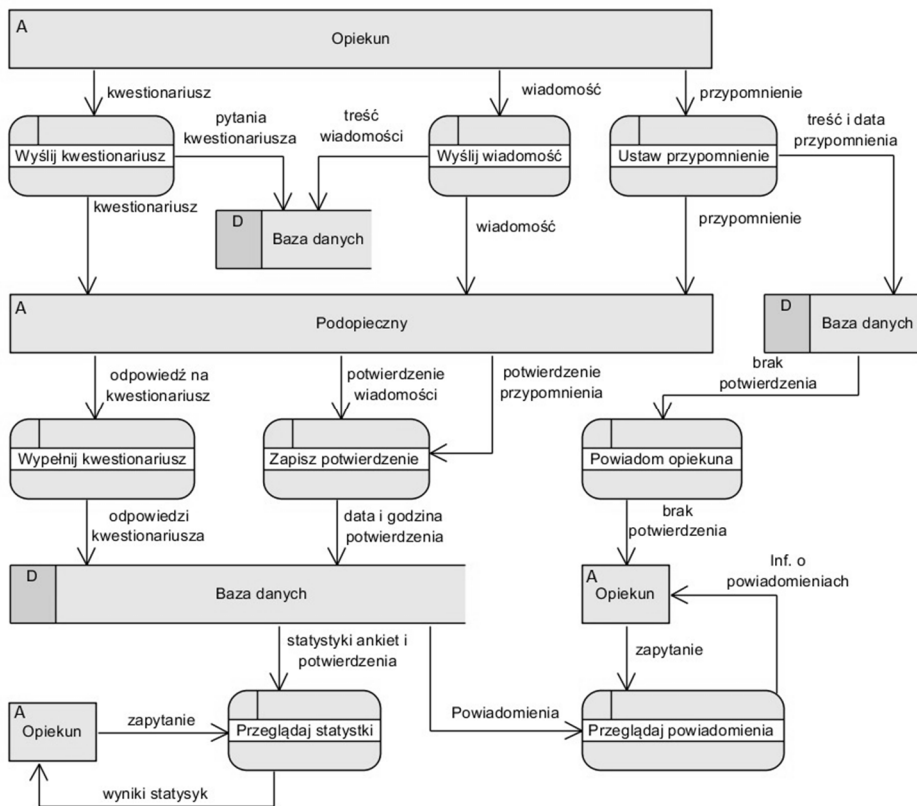 A
Opiekun
kwestionariusz
wiadomość
przypomnienie
pytania
kwestionariusza
treść
wiadomości
treść i data
przypomnienia
Wyślij kwestionariusz
Wyślij wiadomość
Ustaw przypomnienie
kwestionariusz
D
Baza danych
wiadomość
przypomnienie
A
Podopieczny
D
Baza danych
odpowiedź na
kwestionariusz
potwierdzenie
wiadomości
potwierdzenie
przypomnienia
brak
potwierdzenia
Wypełnij kwestionariusz
Zapisz potwierdzenie
Powiadom opiekuna
odpowiedzi
kwestionariusza
data i godzina
potwierdzenia
brak
potwierdzenia
D
Baza danych
A
Opiekun
Inf. o
powiadomieniach
statystyki ankiet i
potwierdzenia
zapytanie
A
Opiekun
zapytanie
Przeglądaj statystki
Powiadomienia
Przeglądaj powiadomienia
wyniki statysyk